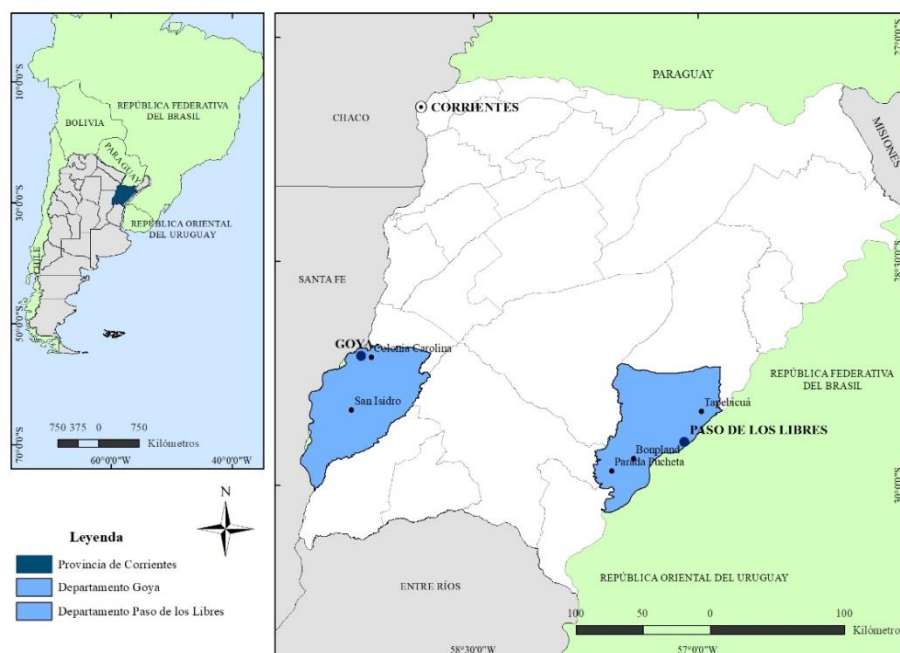 10°0'0"S
30°0'0"S
50°0'0"S
70°0'0"W
60°0'0"W
40°0'0"W
REPÚBLICA FEDERATIVA
DEL BRASIL
BOLIVIA
PARAGUAY
REPÚBLICA ORIENTAL
DEL URUGUAY
CHILE
750 375 0 750
Kilómetros
N
Leyenda
Provincia de Corrientes
Departamento Goya
Departamento Paso de los Libres
PARAGUAY
CORRIENTES
CHACO
MISIONES
SANTA FE
GOYA
Colonia Carolina
San Isidro
REPÚBLICA FEDERATIVA
DEL BRASIL
Tapebicuá
PASO DE LOS LIBRES
Bonpland
Parada Pucheta
ENTRE RÍOS
REPÚBLICA ORIENTAL DEL URUGUAY
100 50 0 100
Kilómetros
58°30'0"W
57°0'0"W